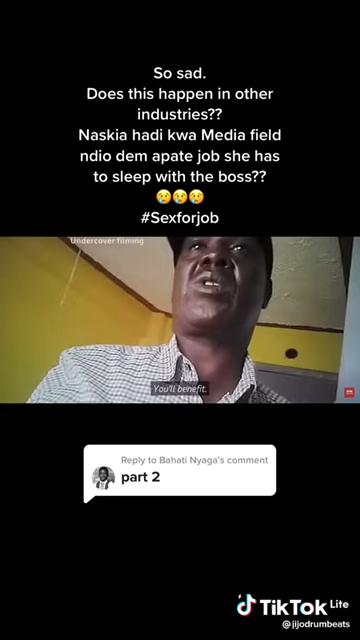 So sad.
Does this happen in other
industries??
Naskia hadi kwa Media field
ndio dem apate job she has
to sleep with the boss??
😢😢😢
#Sexforjob
Undercover filming
You'll benefit.
Reply to Bahati Nyaga's comment
part 2
TikTok Lite
@jijodrumbeats